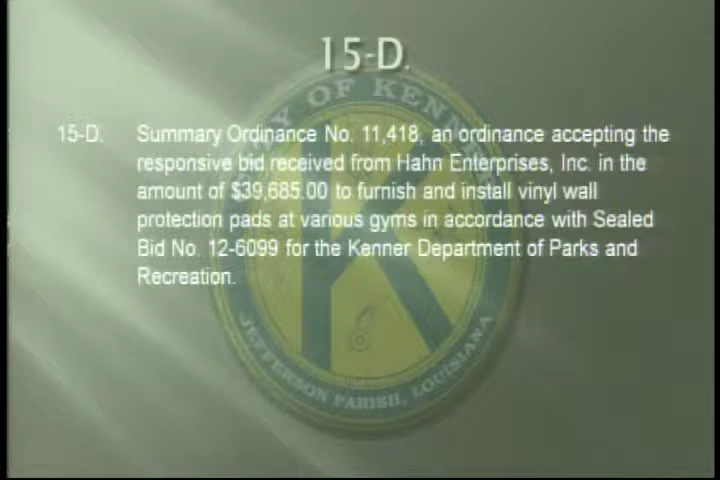 15-D.
15-D. Summary Ordinance No. 11,418, an ordinance accepting the
responsive bid received from Hahn Enterprises, Inc. in the
amount of $39,685.00 to furnish and install vinyl wall
protection pads at various gyms in accordance with Sealed
Bid No. 12-6099 for the Kenner Department of Parks and
Recreation.
CITY OF KENNER
JEFFERSON PARISH, LOUISIANA